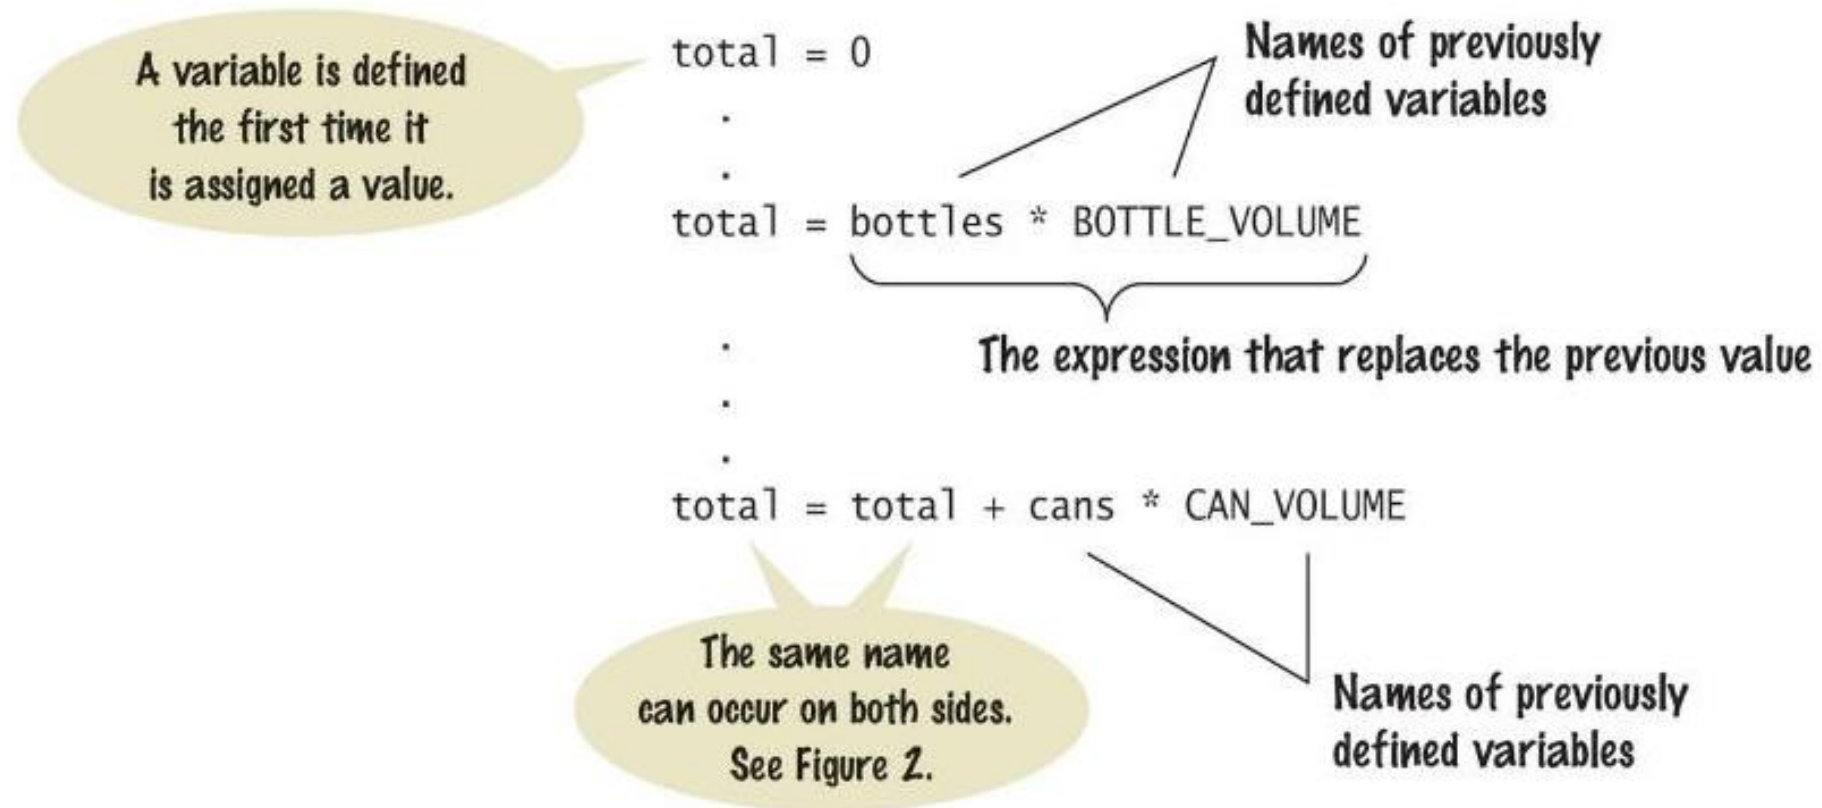 A variable is defined
the first time it
is assigned a value.
total = 0
Names of previously
defined variables
.
.
total = bottles * BOTTLE_VOLUME
The expression that replaces the previous value
.
.
.
total = total + cans * CAN_VOLUME
The same name
can occur on both sides.
See Figure 2.
Names of previously
defined variables